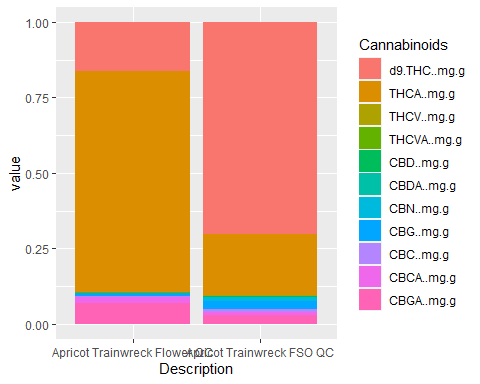 1.00
0.75
0.50
0.25
0.00
value
Apricot Trainwreck Flower QC
Apricot Trainwreck FSO QC
Description
Cannabinoids
d9.THC..mg.g
THCA..mg.g
THCV..mg.g
THCVA..mg.g
CBD..mg.g
CBDA..mg.g
CBN..mg.g
CBG..mg.g
CBC..mg.g
CBCA..mg.g
CBGA..mg.g